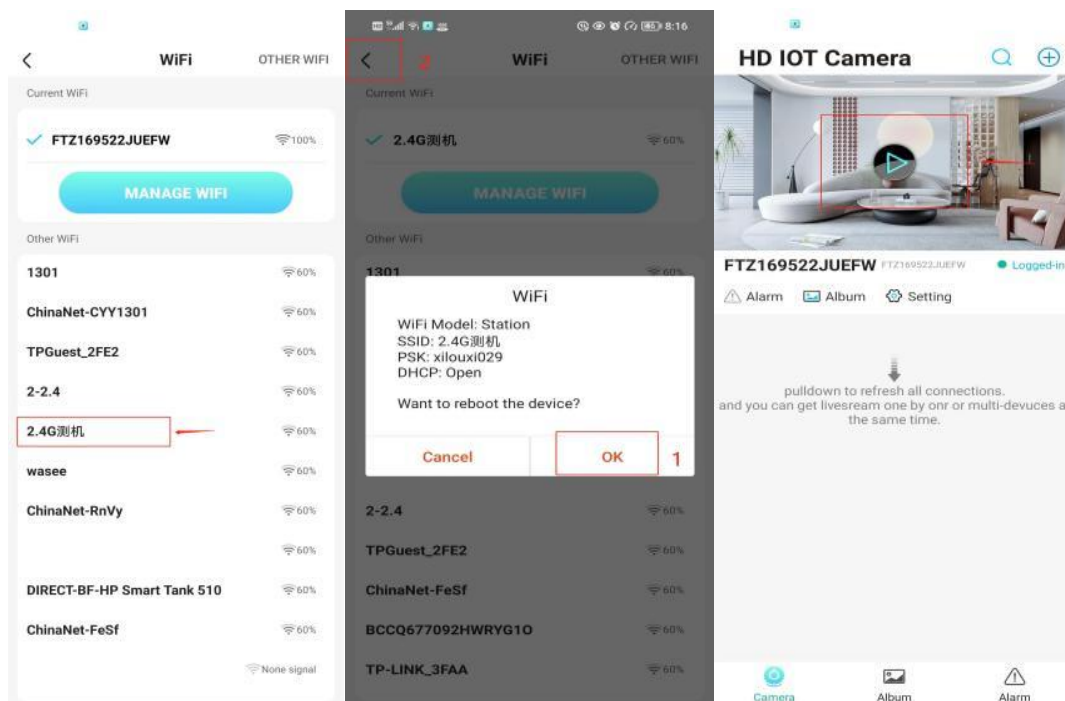 WiFi
OTHER WIFI
Current WiFi
FTZ169522JUEFW
100%
MANAGE WIFI
Other WiFi
1301
60%
ChinaNet-CYY1301
60%
TPGuest_2FE2
60%
2-2.4
60%
2.4G测机
60%
wasee
60%
ChinaNet-RnVy
60%
60%
DIRECT-BF-HP Smart Tank 510
60%
ChinaNet-FeSf
60%
None signal
8:16
2
WiFi
OTHER WIFI
Current WiFi
2.4G测机
60%
MANAGE WIFI
Other WiFi
1301
60%
WiFi
WiFi Model: Station
SSID: 2.4G测机
PSK: xilouxi029
DHCP: Open
Want to reboot the device?
Cancel
OK
1
2-2.4
60%
TPGuest_2FE2
60%
ChinaNet-FeSf
60%
BCCQ677092HWRYG1O
60%
TP-LINK_3FAA
60%
HD IOT Camera
FTZ169522JUEFW
FTZ169522JUEFW
Logged-in
Alarm
Album
Setting
pulldown to refresh all connections.
and you can get livesream one by onr or multi-devuces a
the same time.
Camera
Album
Alarm